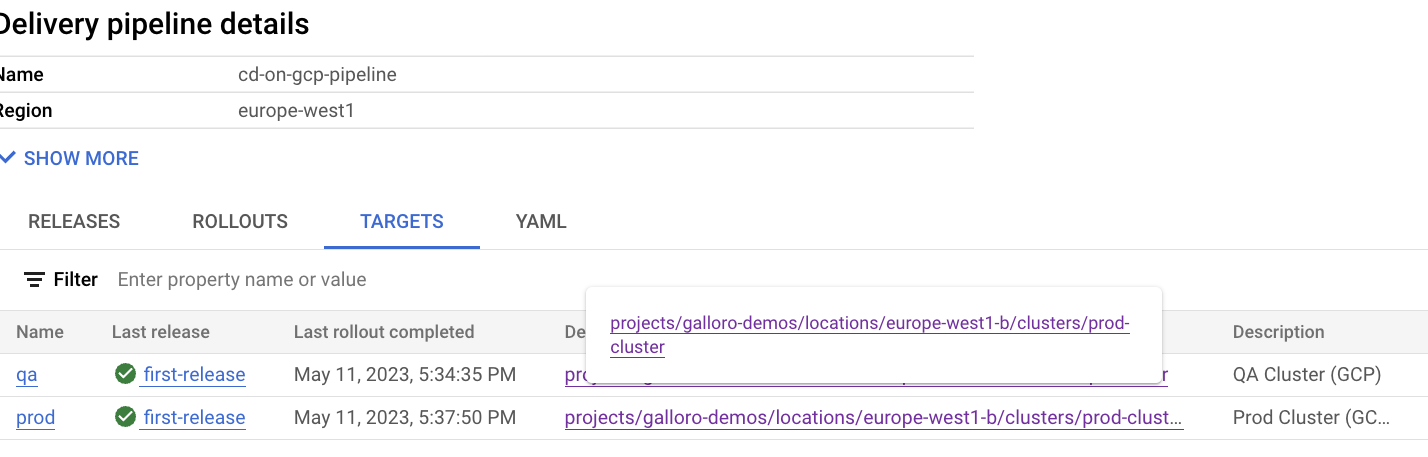 Delivery pipeline details
Name cd-on-gcp-pipeline
Region europe-west1
SHOW MORE
RELEASES ROLLOUTS TARGETS YAML
Filter Enter property name or value
projects/galloro-demos/locations/europe-west1-b/clusters/prod-
cluster
Name Last release Last rollout completed De Description
qa first-release May 11, 2023, 5:34:35 PM QA Cluster (GCP)
prod first-release May 11, 2023, 5:37:50 PM projects/galloro-demos/locations/europe-west1-b/clusters/prod-clust... Prod Cluster (GC...